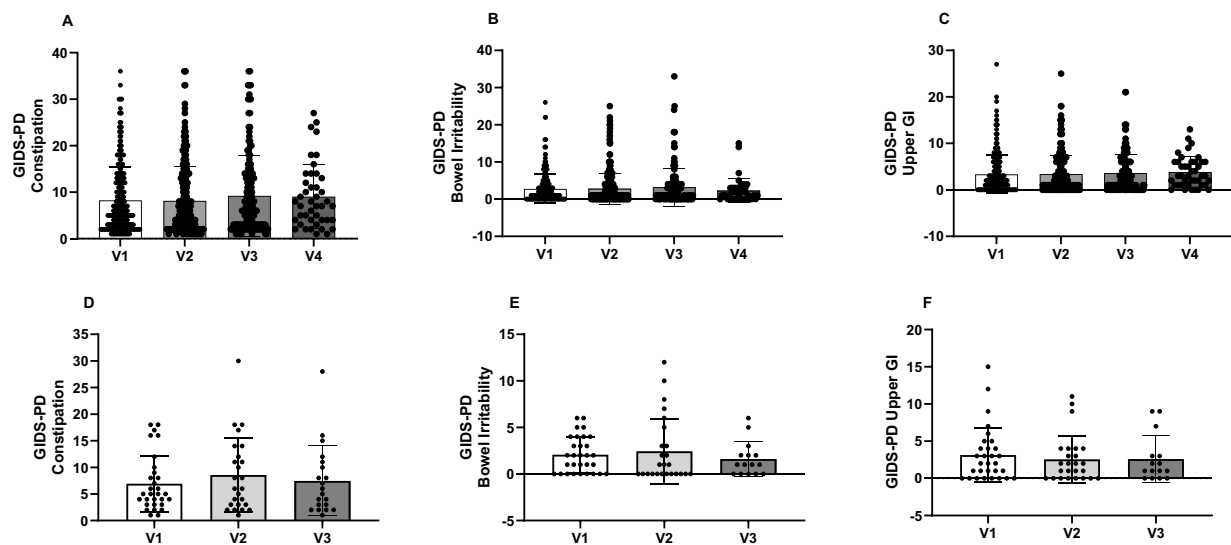 A
GIDS-PD
Constipation
40
30
20
10
0
V1 V2 V3 V4
B
GIDS-PD
Bowel Irritability
40
30
20
10
0
-10
V1 V2 V3 V4
C
GIDS-PD
Upper GI
30
20
10
0
-10
V1 V2 V3 V4
D
GIDS-PD
Constipation
35
30
25
20
15
10
5
0
V1 V2 V3
E
GIDS-PD
Bowel Irritability
15
10
5
0
-5
V1 V2 V3
F
GIDS-PD Upper GI
20
15
10
5
0
-5
V1 V2 V3